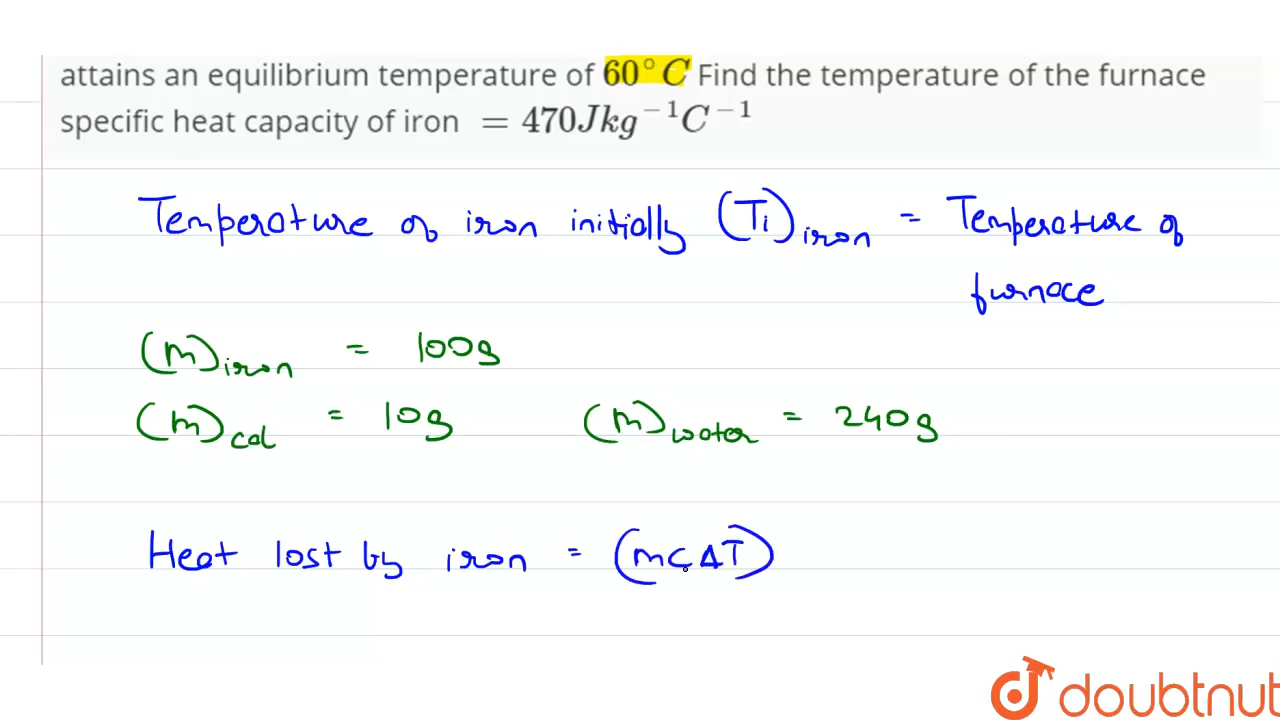 attains an equilibrium temperature of 60°C Find the temperature of the furnace
specific heat capacity of iron = 470Jkg⁻¹C⁻¹
Temperature of iron initially (Ti)iron = Temperature of
furnace
(m)iron = 100g
(m)cal = 10g (m)water = 240g
Heat lost by iron = (mcΔT)
doubtnut